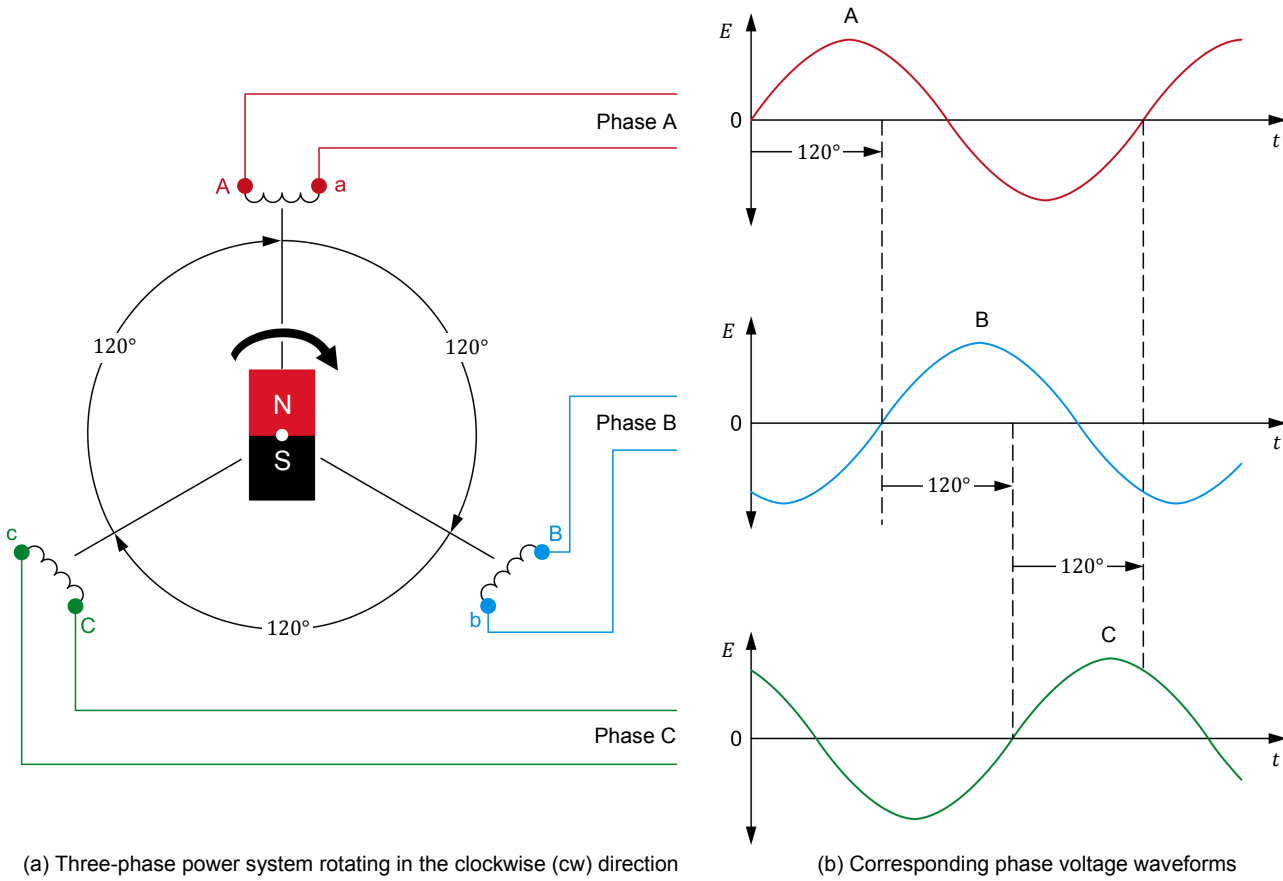 Phase A
A
a
120°
120°
N
S
Phase B
B
b
c
C
120°
Phase C
(a) Three-phase power system rotating in the clockwise (cw) direction
A
E
0
t
120°
B
E
0
t
120°
120°
C
E
0
t
(b) Corresponding phase voltage waveforms